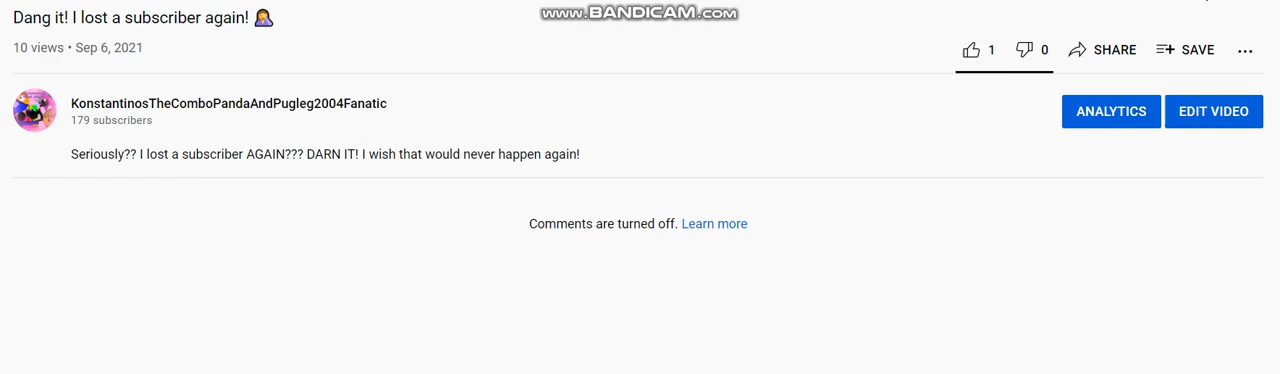 www.BANDICAM.com
Dang it! I lost a subscriber again! 🤦‍♀️
10 views • Sep 6, 2021
1
0
SHARE
SAVE
...
KonstantinosTheComboPandaAndPugleg2004Fanatic
179 subscribers
ANALYTICS
EDIT VIDEO
Seriously?? I lost a subscriber AGAIN??? DARN IT! I wish that would never happen again!
Comments are turned off. Learn more